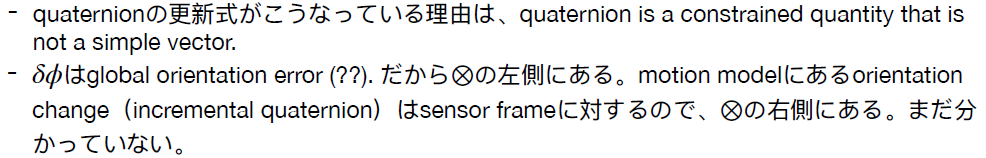 - quaternionの更新式がこうなっている理由は、quaternion is a constrained quantity that is
not a simple vector.
- δϕはglobal orientation error (??). だから⊗の左側にある。motion modelにあるorientation
change（incremental quaternion）はsensor frameに対するので、⊗の右側にある。まだ分
かっていない。